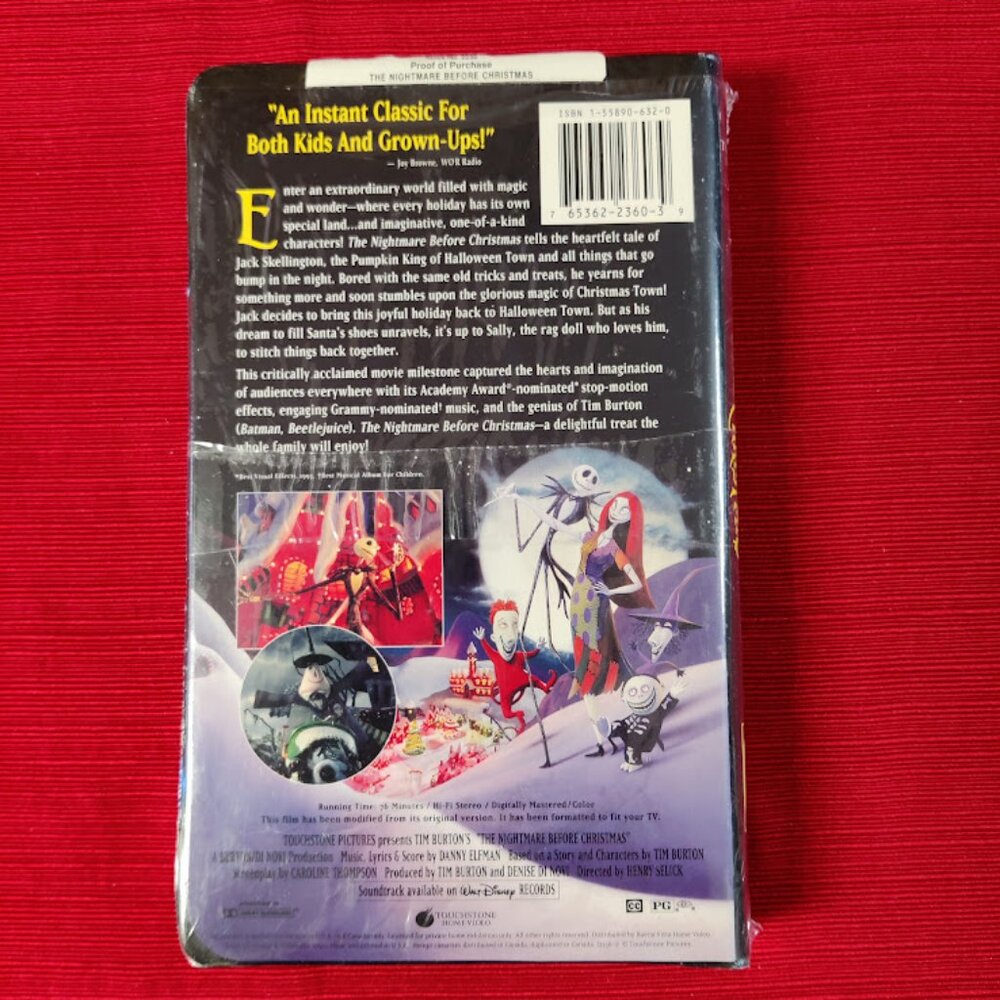 Proof of Purchase
THE NIGHTMARE BEFORE CHRISTMAS
"An Instant Classic For
Both Kids And Grown-Ups!"
— Joy Browne, WOR Radio
ISBN 1-55890-632-0
7 65362-2360-3 9
Enter an extraordinary world filled with magic
and wonder—where every holiday has its own
special land...and imaginative, one-of-a-kind
characters! The Nightmare Before Christmas tells the heartfelt tale of
Jack Skellington, the Pumpkin King of Halloween Town and all things that go
bump in the night. Bored with the same old tricks and treats, he yearns for
something more and soon stumbles upon the glorious magic of Christmas Town!
Jack decides to bring this joyful holiday back to Halloween Town. But as his
dream to fill Santa's shoes unravels, it's up to Sally, the rag doll who loves him,
to stitch things back together.
This critically acclaimed movie milestone captured the hearts and imagination
of audiences everywhere with its Academy Award®-nominated* stop-motion
effects, engaging Grammy-nominated† music, and the genius of Tim Burton
(Batman, Beetlejuice). The Nightmare Before Christmas—a delightful treat the
whole family will enjoy!
*Best Visual Effects, 1993. †Best Musical Album For Children.
Running Time: 76 Minutes / Hi-Fi Stereo / Digitally Mastered/Color
This film has been modified from its original version. It has been formatted to fit your TV.
TOUCHSTONE PICTURES presents TIM BURTON'S "THE NIGHTMARE BEFORE CHRISTMAS"
A Production Music, Lyrics & Score by DANNY ELFMAN Based on a Story and Characters by TIM BURTON
Screenplay by CAROLINE THOMPSON Produced by TIM BURTON and DENISE DI NOVI Directed by HENRY SELICK
Soundtrack available on Walt Disney RECORDS
CC PG
TOUCHSTONE
HOME VIDEO